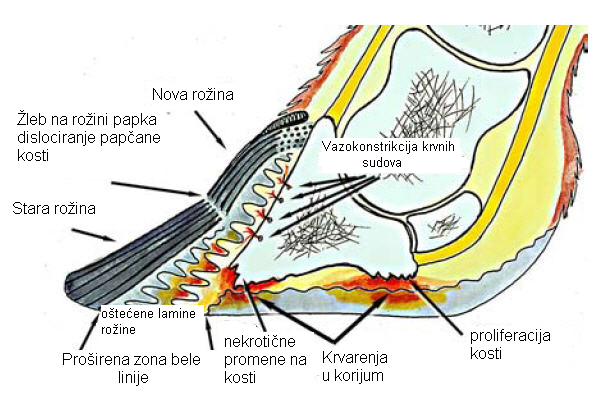 Nova rožina
Žleb na rožini papka
dislociranje papčane
kosti
Vazokonstrikcija krvnih
sudova
Stara rožina
oštećene lamine
rožine
Proširena zona bele
linije
nekrotične
promene na
kosti
Krvarenja
u korijum
proliferacija
kosti